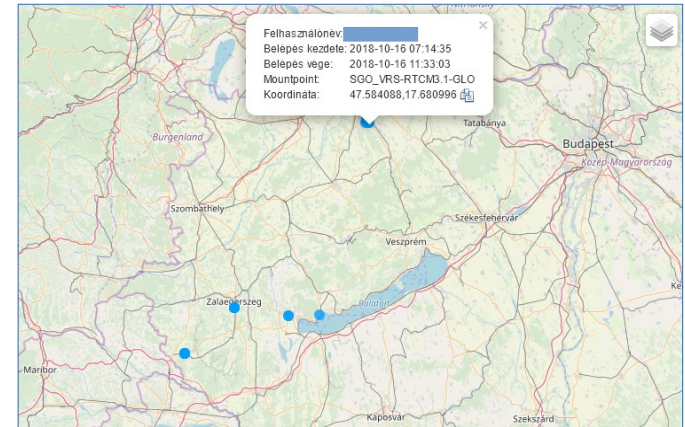 Felhasználónév:
Belépés kezdete: 2018-10-16 07:14:35
Belépés vége: 2018-10-16 11:33:03
Mountpoint: SGO_VRS-RTCM3.1-GLO
Koordináta: 47.584088,17.680996
Burgenland
Tatabánya
Budapest
Közép-Magyarország
Szombathely
Székesfehérvár
Veszprém
Zalaegerszeg
Balaton
Maribor
Kaposvár
Szekszárd